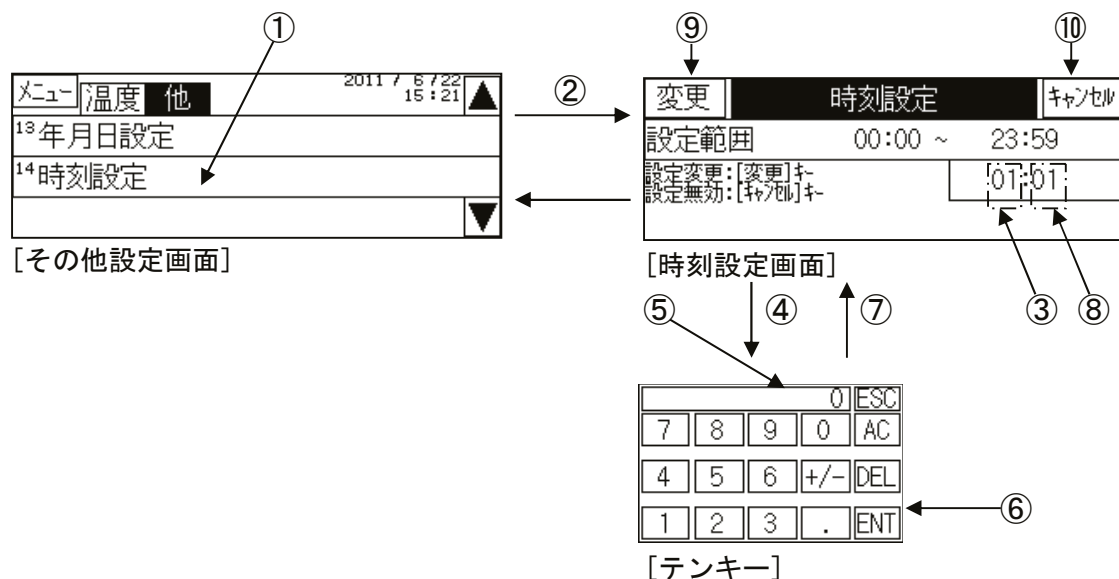 ①
⑨
⑩
メニュー 温度 他 2011 / 6 / 22
15:21
▲
②
13年月日設定
14時刻設定
▼
[その他設定画面]
変更 時刻設定 キャンセル
設定範囲 00:00 ~ 23:59
設定変更:[変更]キー
設定無効:[キャンセル]キー
01:01
[時刻設定画面]
③
⑧
⑤
④
⑦
0 ESC
7 8 9 0 AC
4 5 6 +/- DEL
1 2 3 . ENT
⑥
[テンキー]